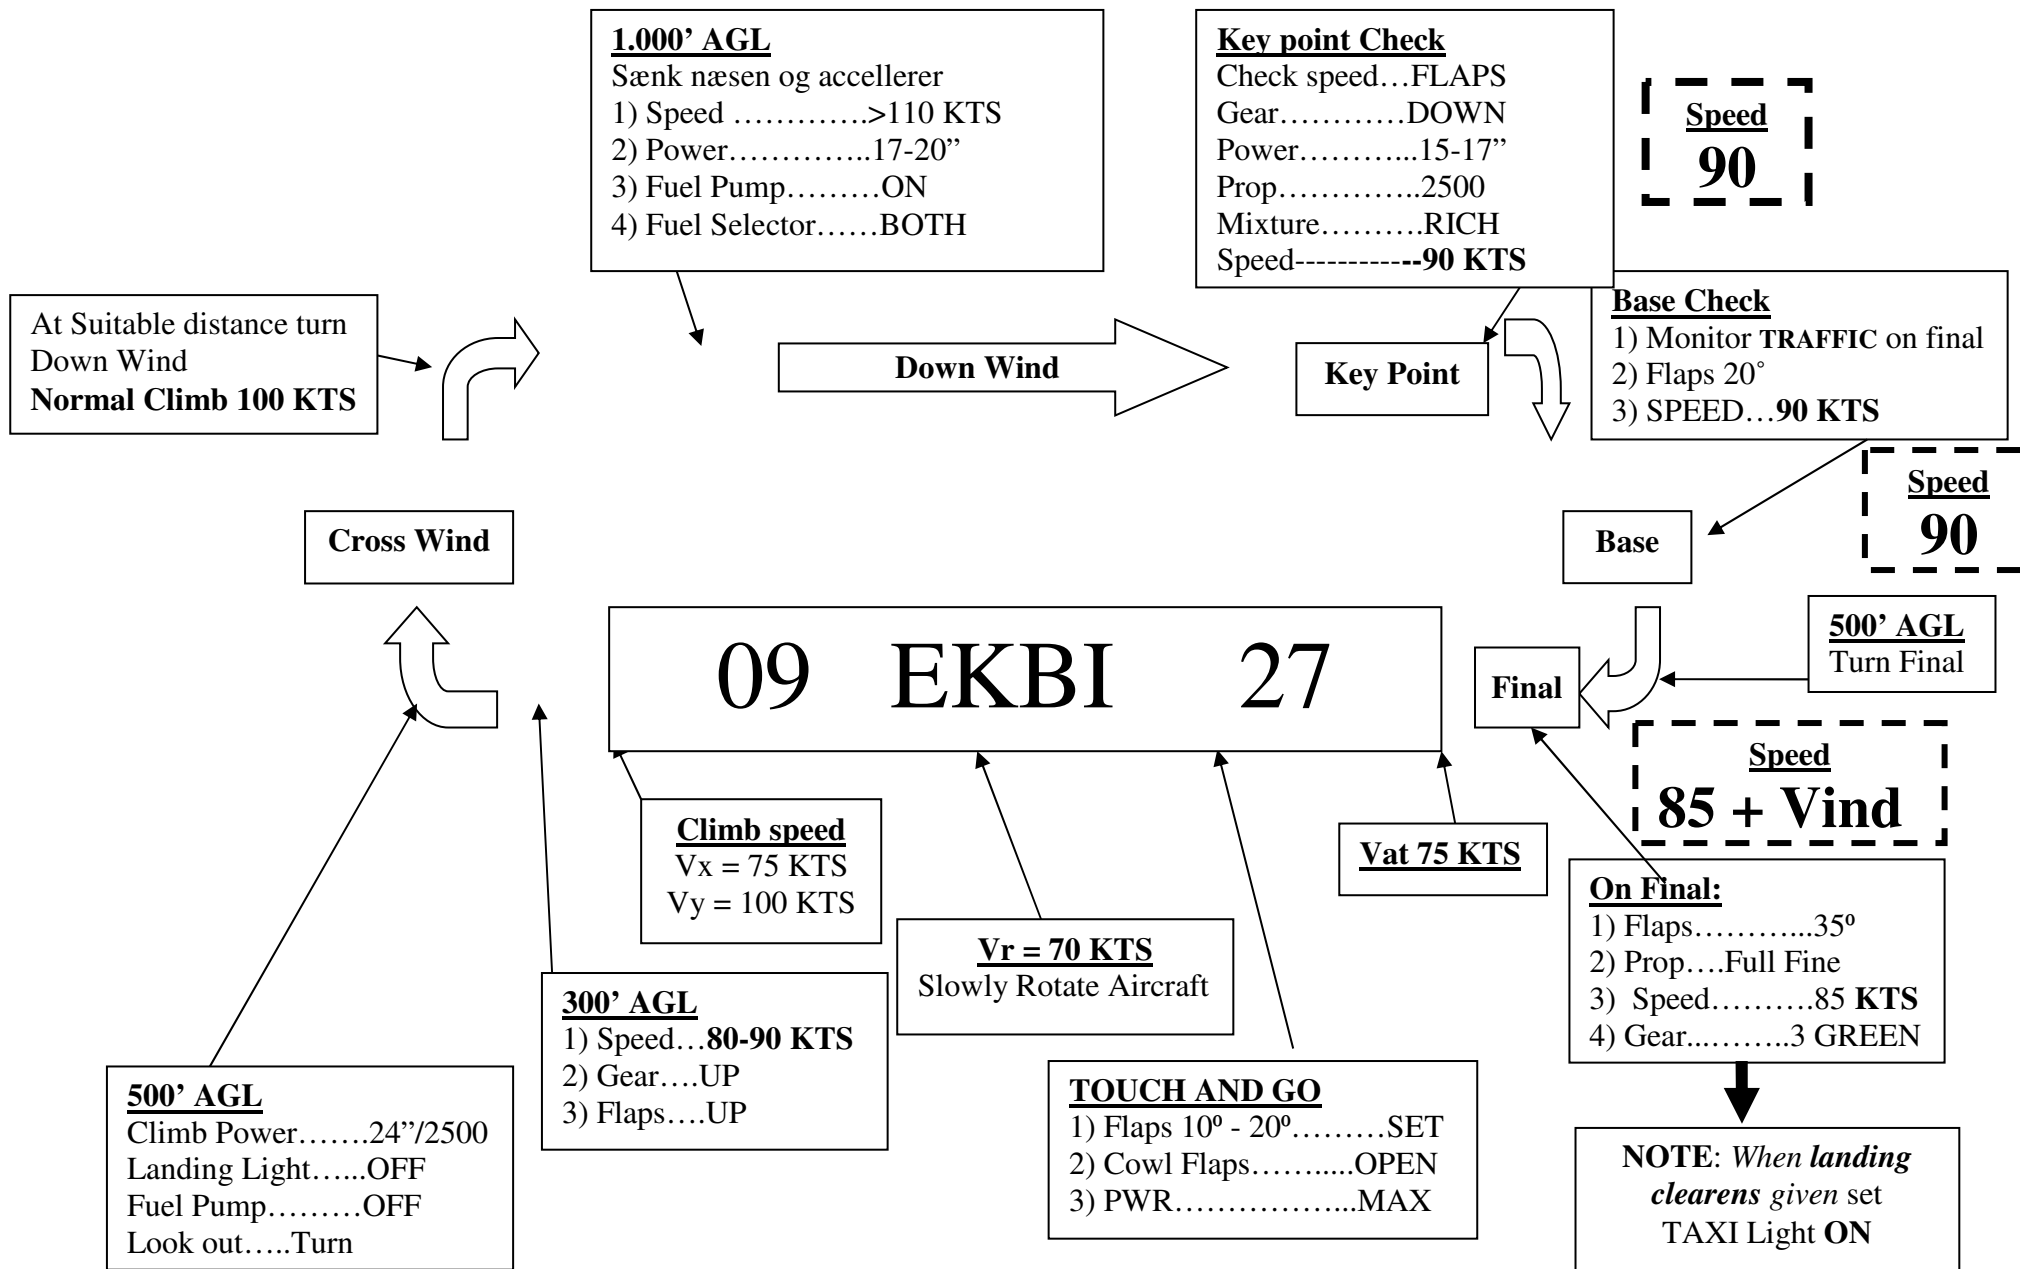 1.000’ AGL
Sænk næsen og accellerer
1) Speed ………….>110 KTS
2) Power…………..17-20”
3) Fuel Pump………ON
4) Fuel Selector……BOTH
Key point Check
Check speed…FLAPS
Gear…………DOWN
Power………...15-17”
Prop…………..2500
Mixture……….RICH
Speed------------90 KTS
Speed
90
At Suitable distance turn
Down Wind
Normal Climb 100 KTS
Down Wind
Key Point
Base Check
1) Monitor TRAFFIC on final
2) Flaps 20˚
3) SPEED…90 KTS
Speed
90
Cross Wind
Base
500’ AGL
Turn Final
09 EKBI 27
Final
Speed
85 + Vind
Climb speed
Vx = 75 KTS
Vy = 100 KTS
Vat 75 KTS
Vr = 70 KTS
Slowly Rotate Aircraft
On Final:
1) Flaps………...35º
2) Prop….Full Fine
3) Speed……….85 KTS
4) Gear...……..3 GREEN
300’ AGL
1) Speed…80-90 KTS
2) Gear….UP
3) Flaps….UP
500’ AGL
Climb Power…….24”/2500
Landing Light…...OFF
Fuel Pump………OFF
Look out…..Turn
TOUCH AND GO
1) Flaps 10º - 20º………SET
2) Cowl Flaps…….....OPEN
3) PWR……………...MAX
NOTE: When landing
clearens given set
TAXI Light ON